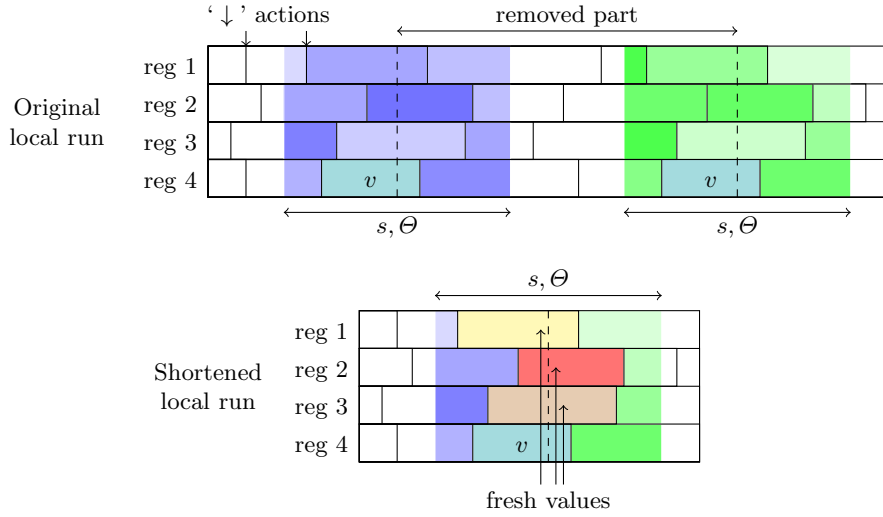 ‘ ↓ ’ actions
removed part
reg 1
reg 2
reg 3
reg 4
Original
local run
v
v
s, Θ
s, Θ
s, Θ
reg 1
reg 2
reg 3
reg 4
Shortened
local run
v
fresh values